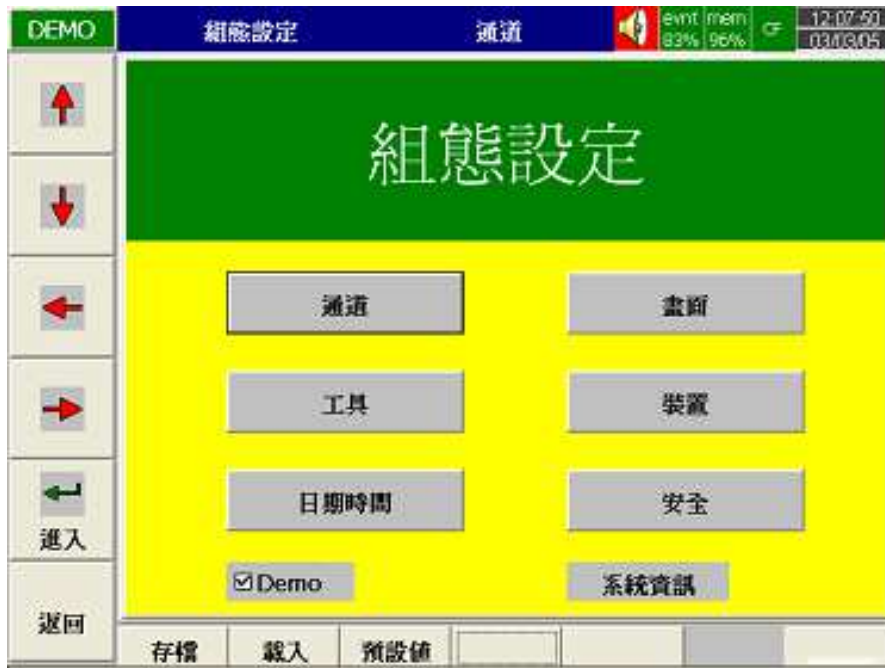 DEMO 組態設定 通道 evnt mem CF 12:07:50
83% 96% 03/03/05
組態設定
通道 畫面
工具 裝置
日期時間 安全
進入
Demo 系統資訊
返回
存檔 載入 預設值